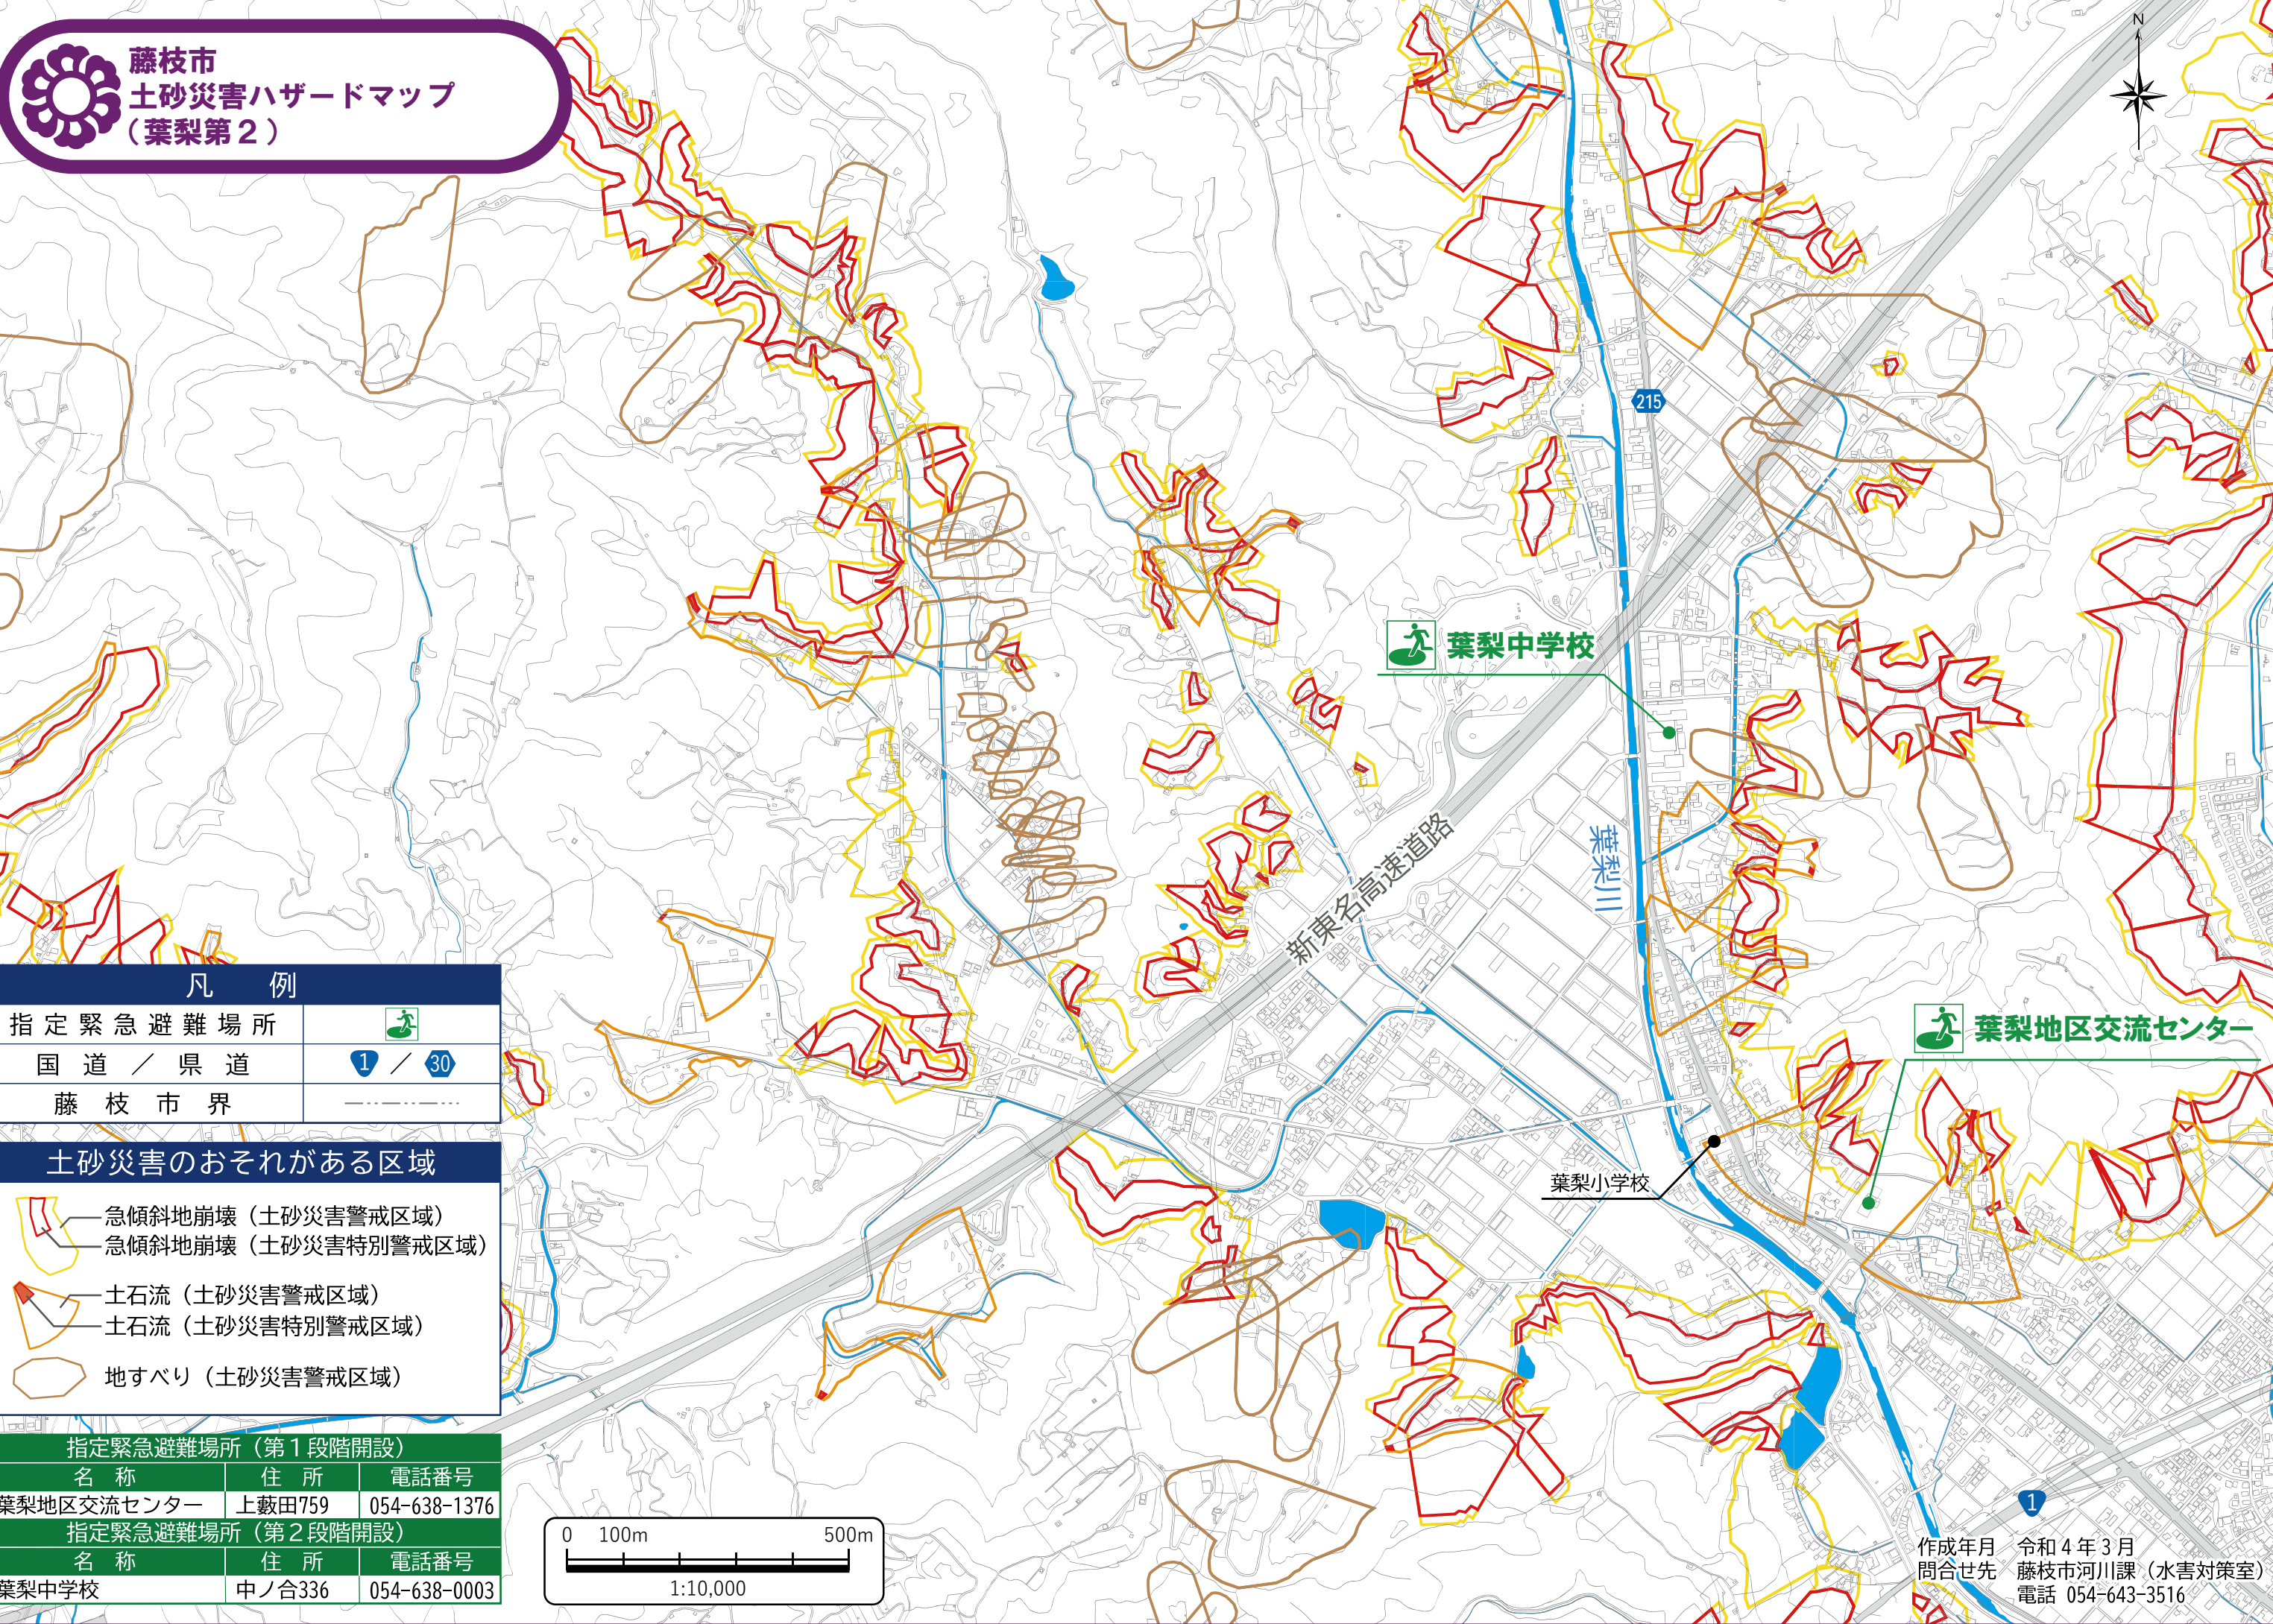 藤枝市
土砂災害ハザードマップ
（葉梨第２）
N
215
葉梨中学校
新東名高速道路
葉梨川
葉梨地区交流センター
葉梨小学校
凡　例
指定緊急避難場所
国道／県道 1 ／ 30
藤枝市界
土砂災害のおそれがある区域
急傾斜地崩壊（土砂災害警戒区域）
急傾斜地崩壊（土砂災害特別警戒区域）
土石流（土砂災害警戒区域）
土石流（土砂災害特別警戒区域）
地すべり（土砂災害警戒区域）
指定緊急避難場所（第１段階開設）
名　称 住　所 電話番号
葉梨地区交流センター 上藪田759 054-638-1376
指定緊急避難場所（第２段階開設）
名　称 住　所 電話番号
葉梨中学校 中ノ合336 054-638-0003
0 100m 500m
1:10,000
1
作成年月　令和４年３月
問合せ先　藤枝市河川課（水害対策室）
電話 054-643-3516